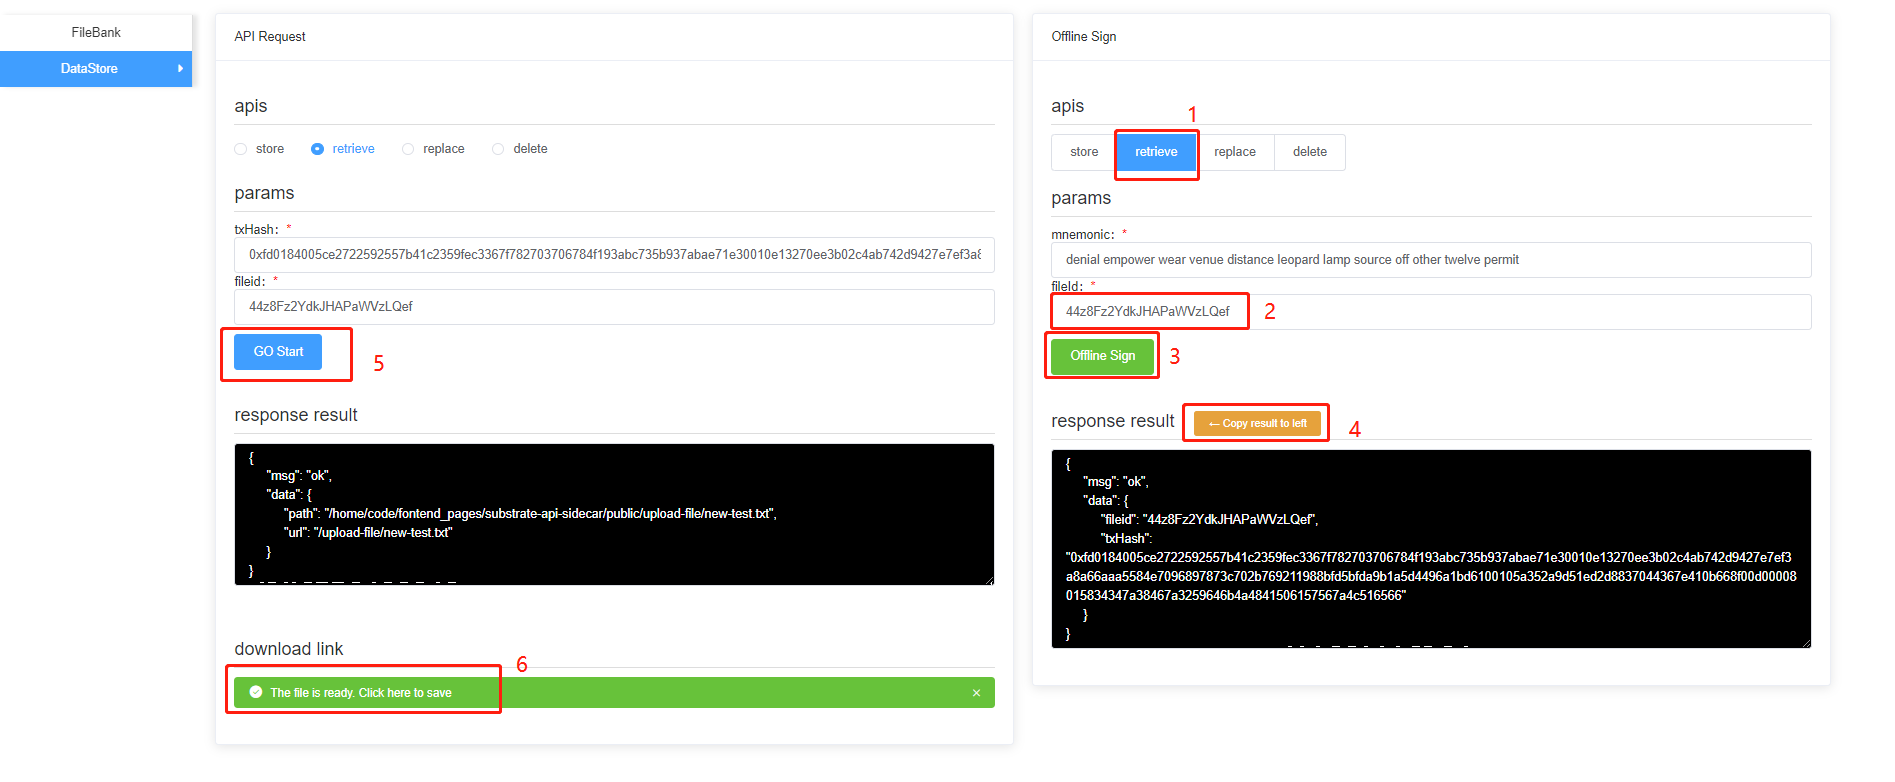 FileBank
DataStore
API Request
apis
store
retrieve
replace
delete
params
txHash: *
0xfd0184005ce2722592557b41c2359fec3367f782703706784f193abc735b937abae71e30010e13270ee3b02c4ab742d9427e7ef3a8
fileid: *
44z8Fz2YdkJHAPaWVzLQef
GO Start
5
response result
{
"msg": "ok",
"data": {
"path": "/home/code/fontend_pages/substrate-api-sidecar/public/upload-file/new-test.txt",
"url": "/upload-file/new-test.txt"
}
}
download link
6
The file is ready. Click here to save
×
Offline Sign
apis
1
store
retrieve
replace
delete
params
mnemonic: *
denial empower wear venue distance leopard lamp source off other twelve permit
fileId: *
44z8Fz2YdkJHAPaWVzLQef
2
Offline Sign
3
response result
← Copy result to left
4
{
"msg": "ok",
"data": {
"fileid": "44z8Fz2YdkJHAPaWVzLQef",
"txHash":
"0xfd0184005ce2722592557b41c2359fec3367f782703706784f193abc735b937abae71e30010e13270ee3b02c4ab742d9427e7ef3
a8a66aaa5584e7096897873c702b769211988bfd5bfda9b1a5d4496a1bd6100105a352a9d51ed2d8837044367e410b668f00d00008
015834347a38467a3259646b4a4841506157567a4c516566"
}
}